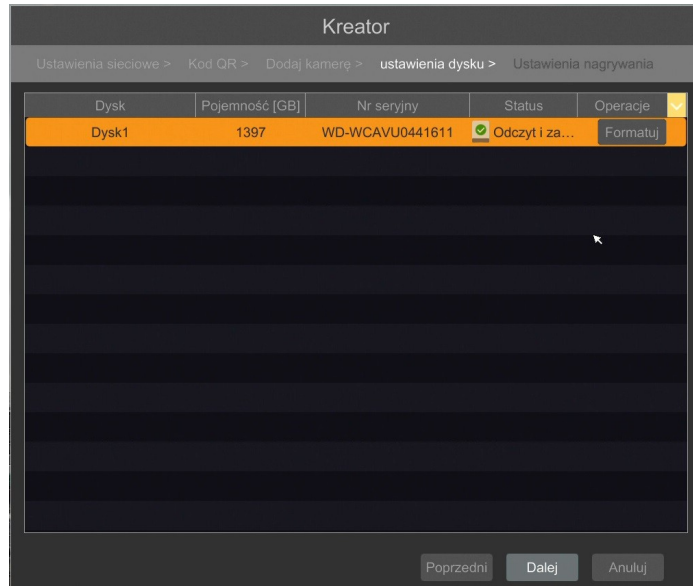 Kreator
Ustawienia sieciowe > Kod QR > Dodaj kamerę > ustawienia dysku > Ustawienia nagrywania
Dysk Pojemność [GB] Nr seryjny Status Operacje
Dysk1 1397 WD-WCAVU0441611 Odczyt i za... Formatuj
Poprzedni Dalej Anuluj